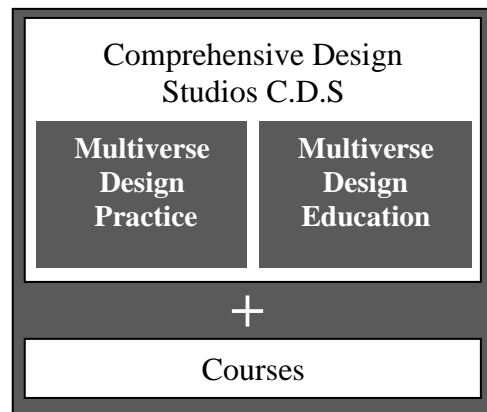 Comprehensive Design
Studios C.D.S
Multiverse
Design
Practice
Multiverse
Design
Education
+
Courses